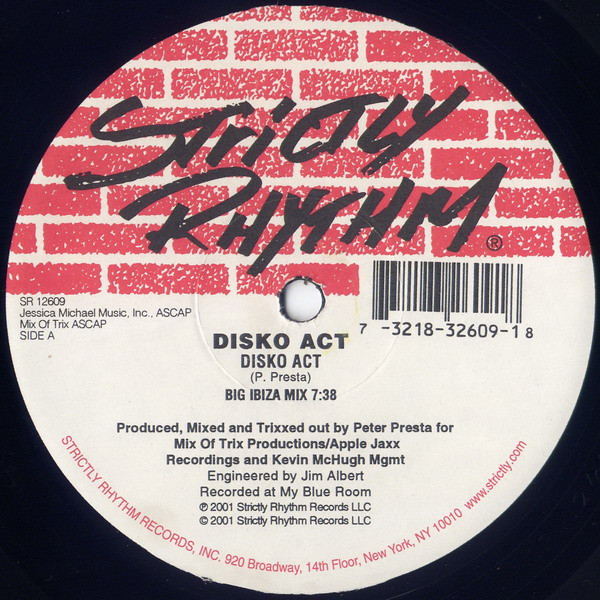 STRICTLY
RHYTHM®
SR 12609
Jessica Michael Music, Inc., ASCAP
Mix Of Trix ASCAP
SIDE A
7 -3218-32609-1 8
DISKO ACT
DISKO ACT
(P. Presta)
BIG IBIZA MIX 7:38
Produced, Mixed and Trixxed out by Peter Presta for
Mix Of Trix Productions/Apple Jaxx
Recordings and Kevin McHugh Mgmt
Engineered by Jim Albert
Recorded at My Blue Room
℗ 2001 Strictly Rhythm Records LLC
© 2001 Strictly Rhythm Records LLC
STRICTLY RHYTHM RECORDS, INC. 920 Broadway, 14th Floor, New York, NY 10010 www.strictly.com